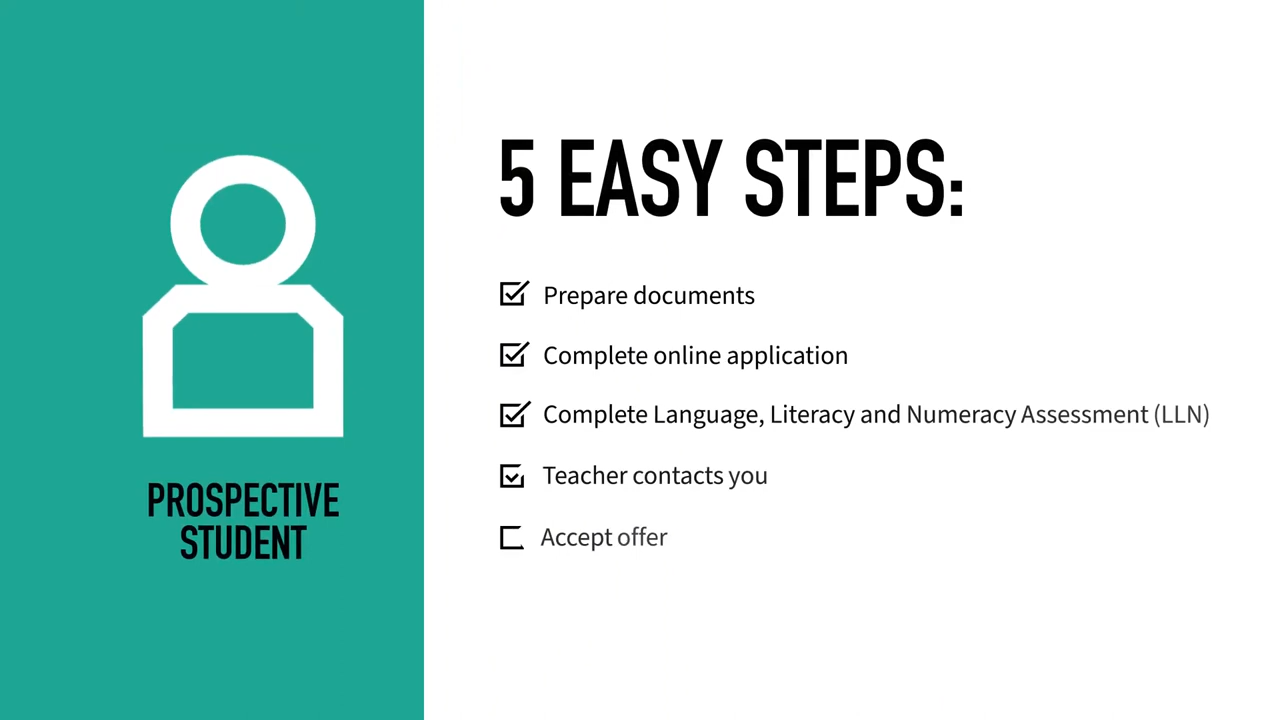 PROSPECTIVE
STUDENT
5 EASY STEPS:
Prepare documents
Complete online application
Complete Language, Literacy and Numeracy Assessment (LLN)
Teacher contacts you
Accept offer